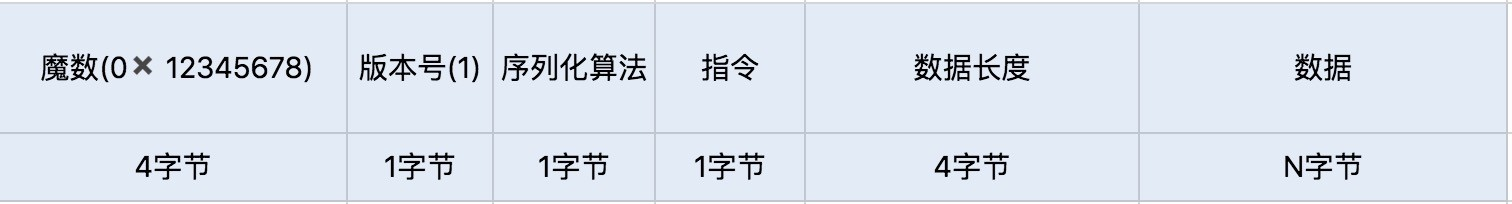 魔数(0× 12345678) 版本号(1) 序列化算法 指令 数据长度 数据
4字节 1字节 1字节 1字节 4字节 N字节